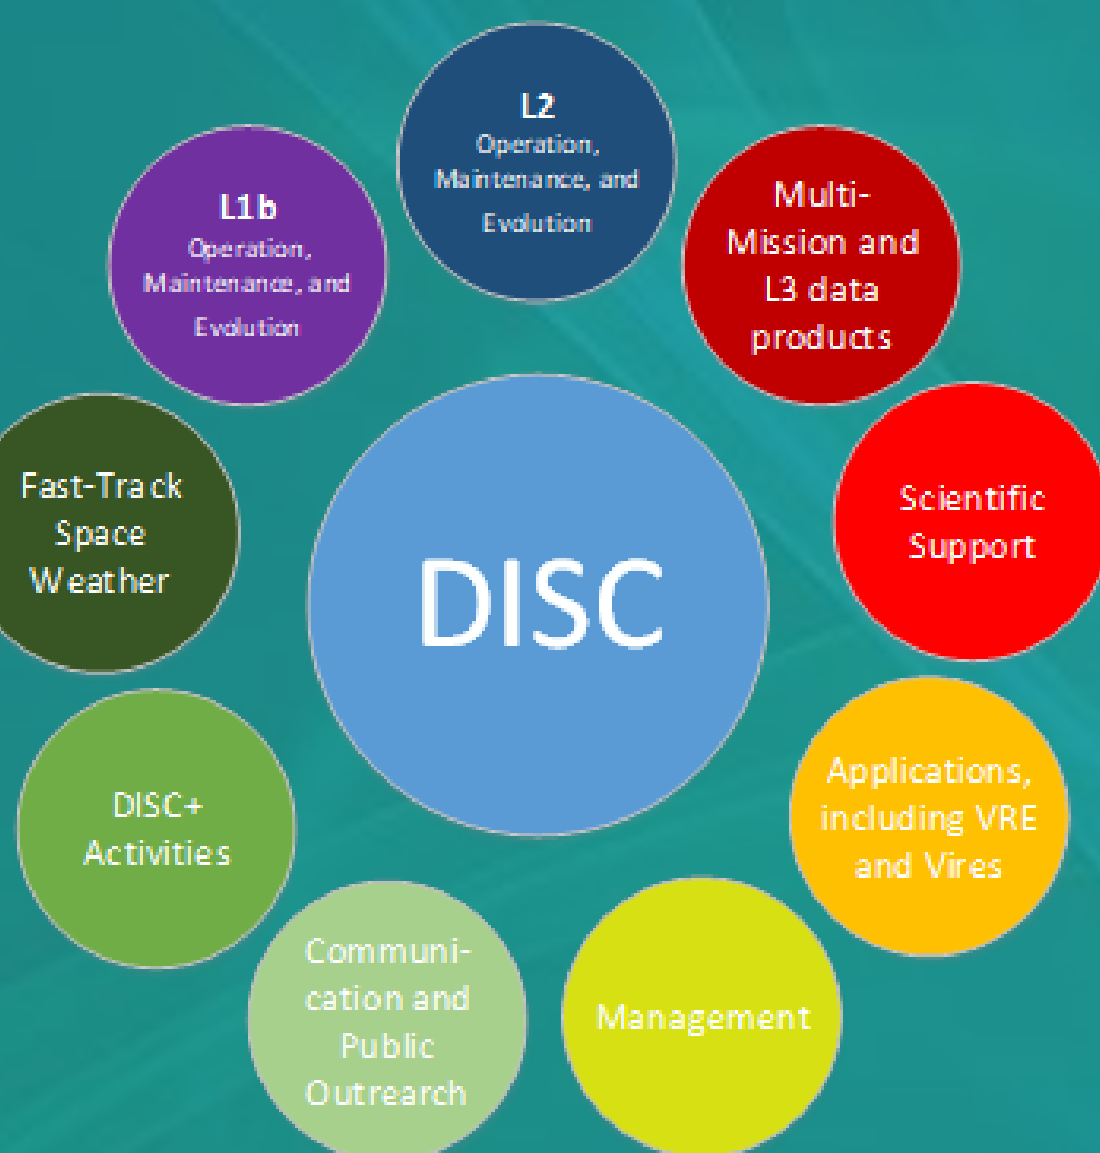 L2
Operation,
Maintenance, and
Evolution
Multi-
Mission and
L3 data
products
Scientific
Support
Applications,
including VRE
and Vires
Management
Communi-
cation and
Public
Outrearch
DISC+
Activities
Fast-Track
Space
Weather
L1b
Operation,
Maintenance, and
Evolution
DISC